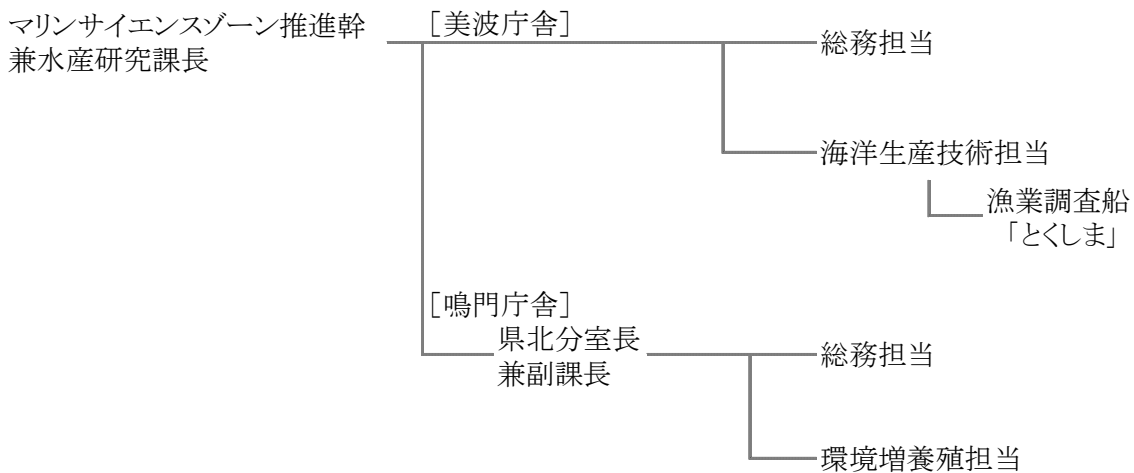 マリンサイエンスゾーン推進幹
兼水産研究課長
［美波庁舎］
総務担当
海洋生産技術担当
漁業調査船
「とくしま」
［鳴門庁舎］
県北分室長
兼副課長
総務担当
環境増養殖担当